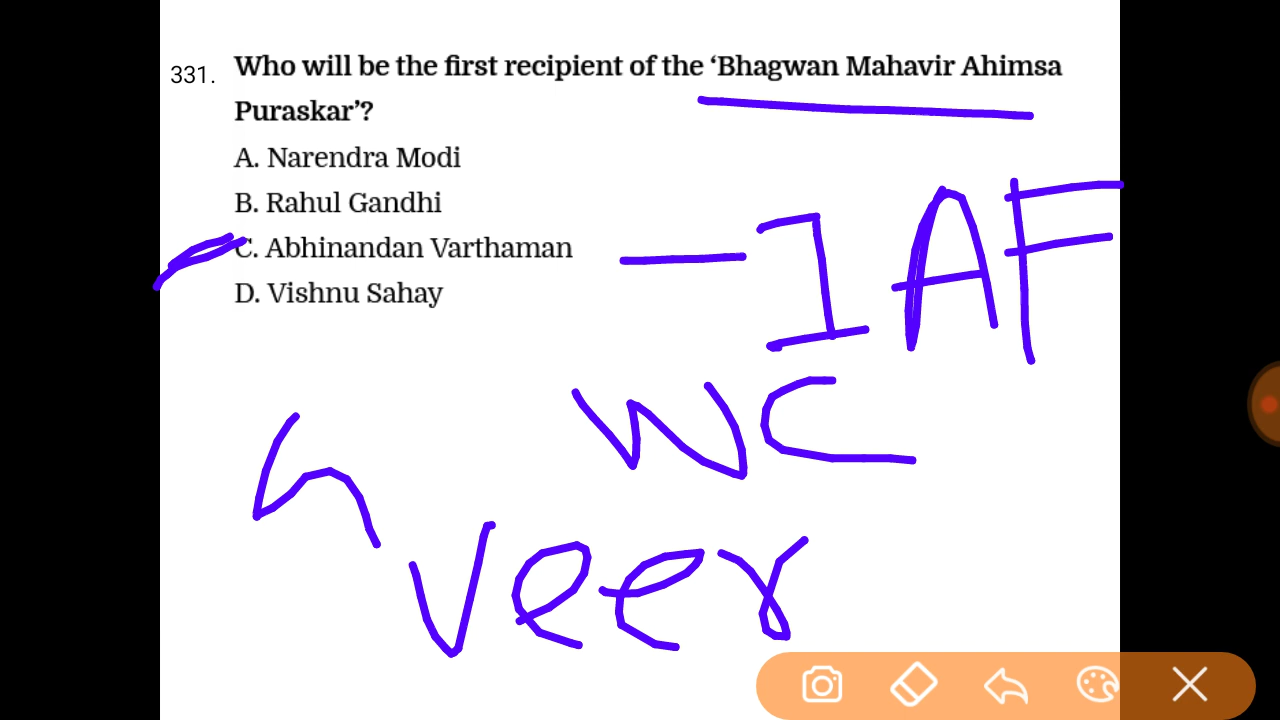 331. Who will be the first recipient of the ‘Bhagwan Mahavir Ahimsa
Puraskar’?
A. Narendra Modi
B. Rahul Gandhi
C. Abhinandan Varthaman
D. Vishnu Sahay
IAF
WC
Veer